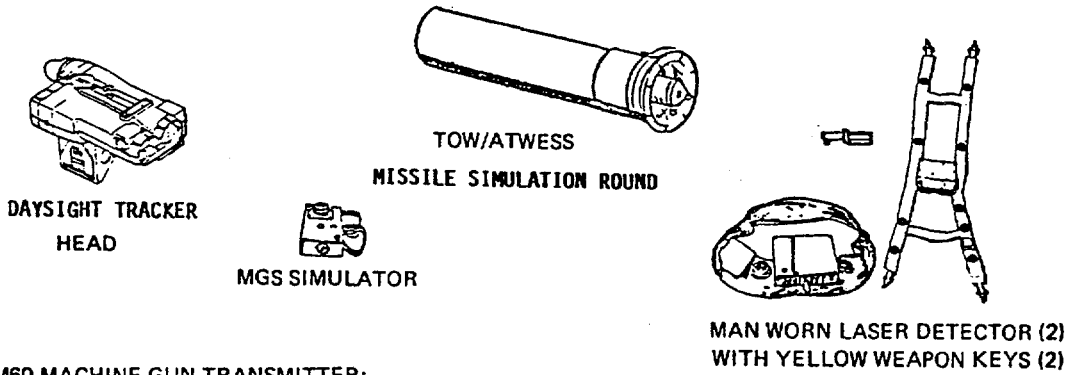 TOW/ATWESS
MISSILE SIMULATION ROUND
DAYSIGHT TRACKER
HEAD
MGS SIMULATOR
MAN WORN LASER DETECTOR (2)
WITH YELLOW WEAPON KEYS (2)
M60 MACHINE GUN TRANSMITTER: